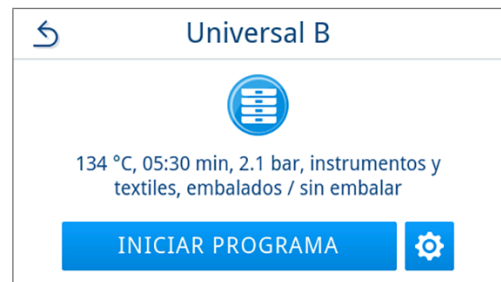 Universal B
134 °C, 05:30 min, 2.1 bar, instrumentos y
textiles, embalados / sin embalar
INICIAR PROGRAMA